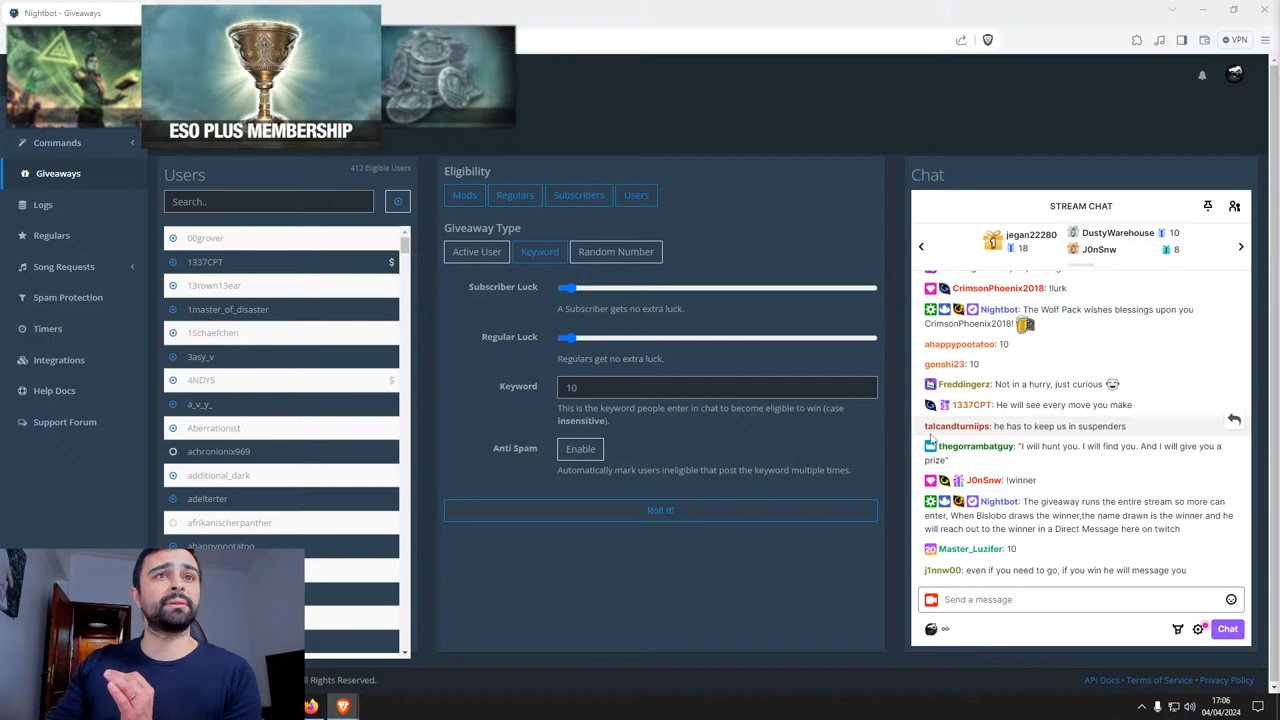 Nightbot - Giveaways
VPN
ESO PLUS MEMBERSHIP
Commands
Giveaways
Logs
Regulars
Song Requests
Spam Protection
Timers
Integrations
Help Docs
Support Forum
Users
412 Eligible Users
Search..
00grover
1337CPT $
13rown13ear
1master_of_disaster
1Schaefchen
3asy_v
4NDY5 $
a_v_y_
Aberrationist
achronionix969
additional_dark
adelterter
afrikanischerpanther
ahappypootatoo
Eligibility
Mods
Regulars
Subscribers
Users
Giveaway Type
Active User
Keyword
Random Number
Subscriber Luck
A Subscriber gets no extra luck.
Regular Luck
Regulars get no extra luck.
Keyword
10
This is the keyword people enter in chat to become eligible to win (case
insensitive).
Anti Spam
Enable
Automatically mark users ineligible that post the keyword multiple times.
Roll It!
Chat
STREAM CHAT
1
jegan22280
18
DustyWarehouse 10
J0nSnw 8
CrimsonPhoenix2018: !lurk
Nightbot: The Wolf Pack wishes blessings upon you
CrimsonPhoenix2018!
ahappypootatoo: 10
gonshi23: 10
Freddingerz: Not in a hurry, just curious
1337CPT: He will see every move you make
talcandturniips: he has to keep us in suspenders
thegorrambatguy: "I will hunt you. I will find you. And I will give you a
prize"
J0nSnw: !winner
Nightbot: The giveaway runs the entire stream so more can
enter, When Bislobo draws the winner,the name drawn is the winner and he
will reach out to the winner in a Direct Message here on twitch
20 Master_Luzifer: 10
j1nnw00: even if you need to go, if you win he will message you
Send a message
∞
Chat
ll Rights Reserved.
API Docs • Terms of Service • Privacy Policy
17:06
04/04/2024